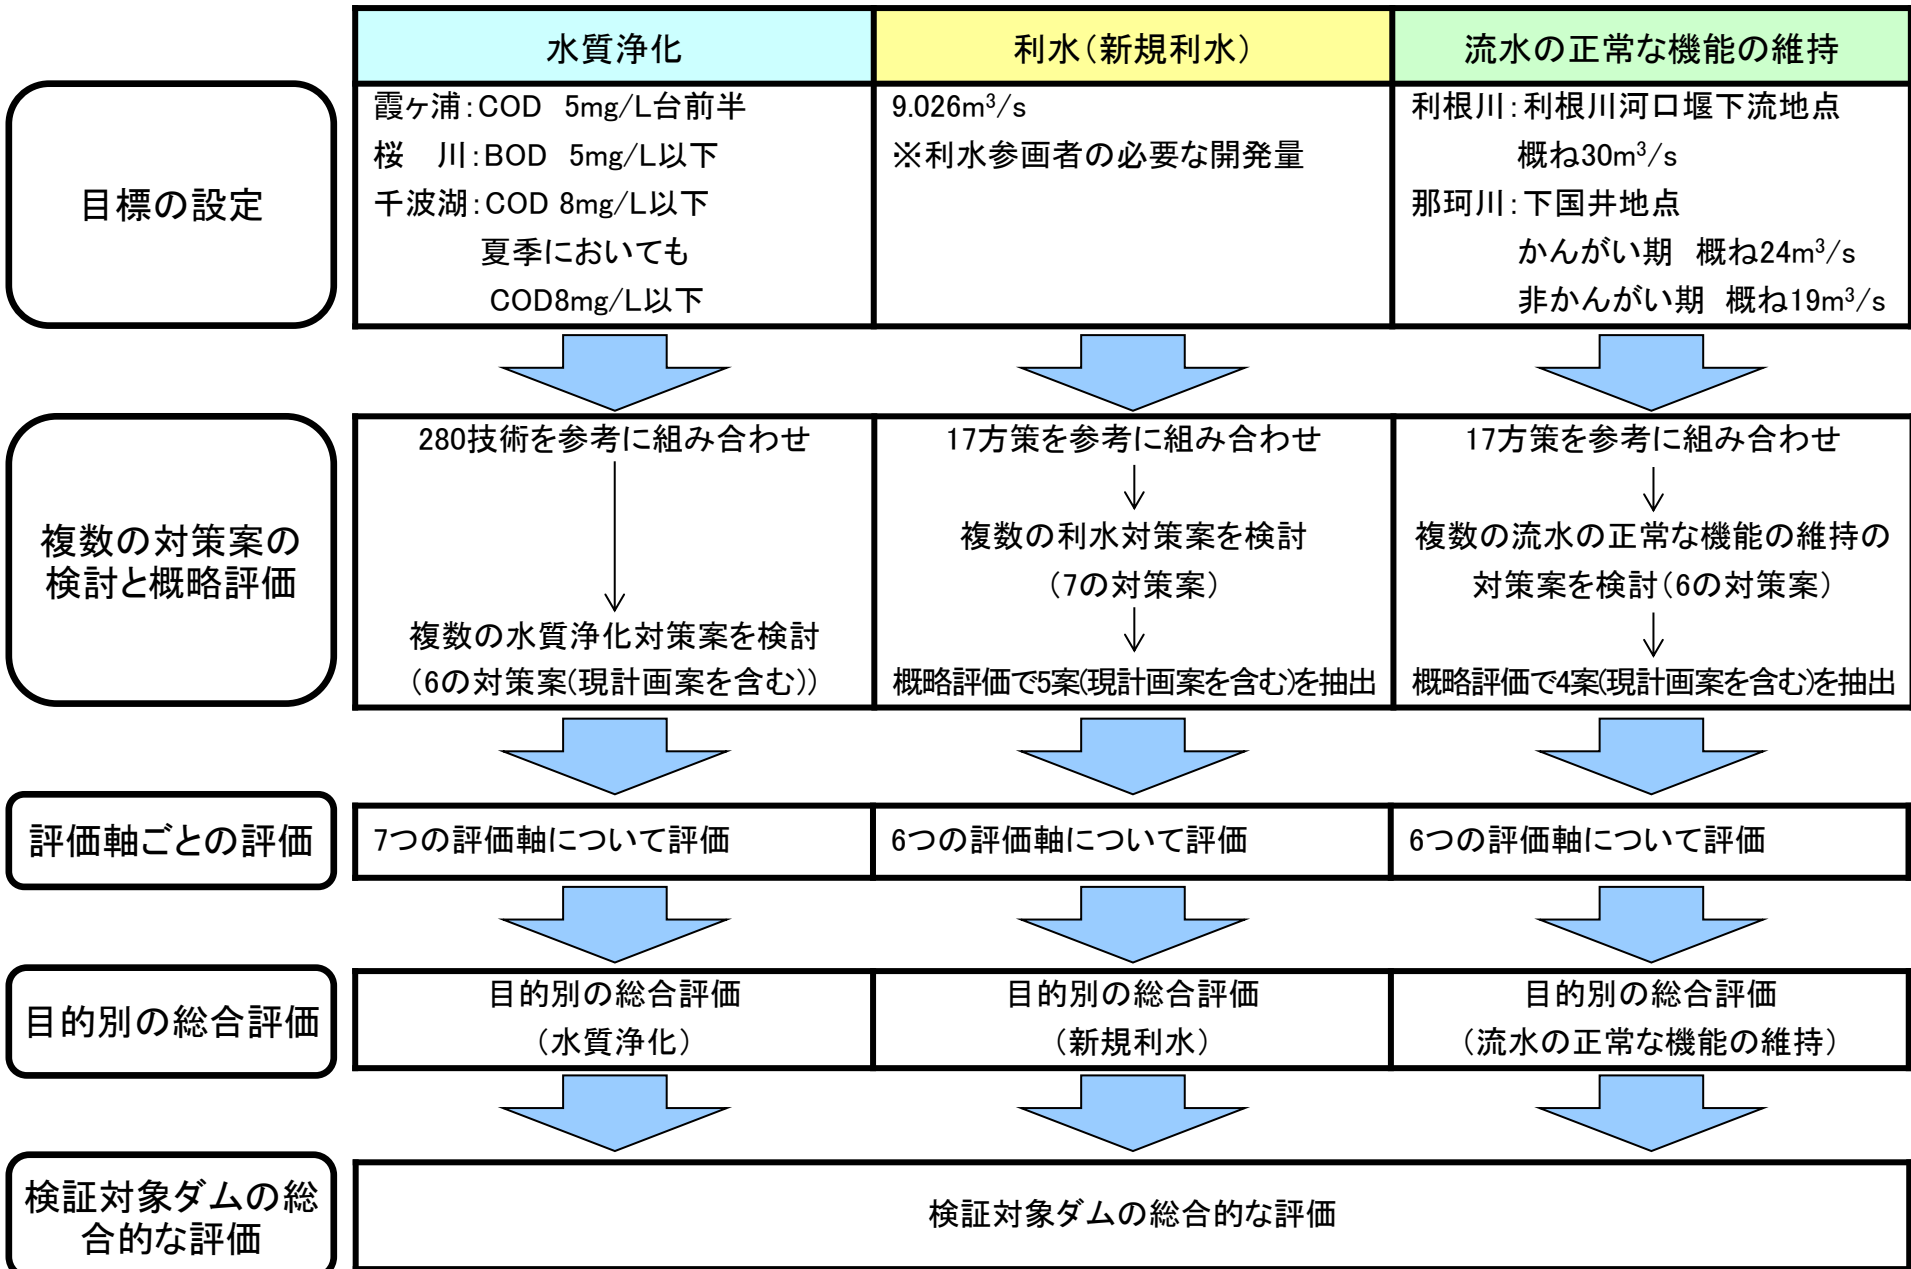 水質浄化
利水（新規利水）
流水の正常な機能の維持
目標の設定
霞ヶ浦：COD 5mg/L台前半
桜　川：BOD 5mg/L以下
千波湖：COD 8mg/L以下
夏季においても
COD8mg/L以下
9.026m³/s
※利水参画者の必要な開発量
利根川：利根川河口堰下流地点
概ね30m³/s
那珂川：下国井地点
かんがい期 概ね24m³/s
非かんがい期 概ね19m³/s
複数の対策案の
検討と概略評価
280技術を参考に組み合わせ
複数の水質浄化対策案を検討
（6の対策案(現計画案を含む)）
17方策を参考に組み合わせ
複数の利水対策案を検討
（7の対策案）
概略評価で5案(現計画案を含む)を抽出
17方策を参考に組み合わせ
複数の流水の正常な機能の維持の
対策案を検討（6の対策案）
概略評価で4案(現計画案を含む)を抽出
評価軸ごとの評価
7つの評価軸について評価
6つの評価軸について評価
6つの評価軸について評価
目的別の総合評価
目的別の総合評価
（水質浄化）
目的別の総合評価
（新規利水）
目的別の総合評価
（流水の正常な機能の維持）
検証対象ダムの総
合的な評価
検証対象ダムの総合的な評価